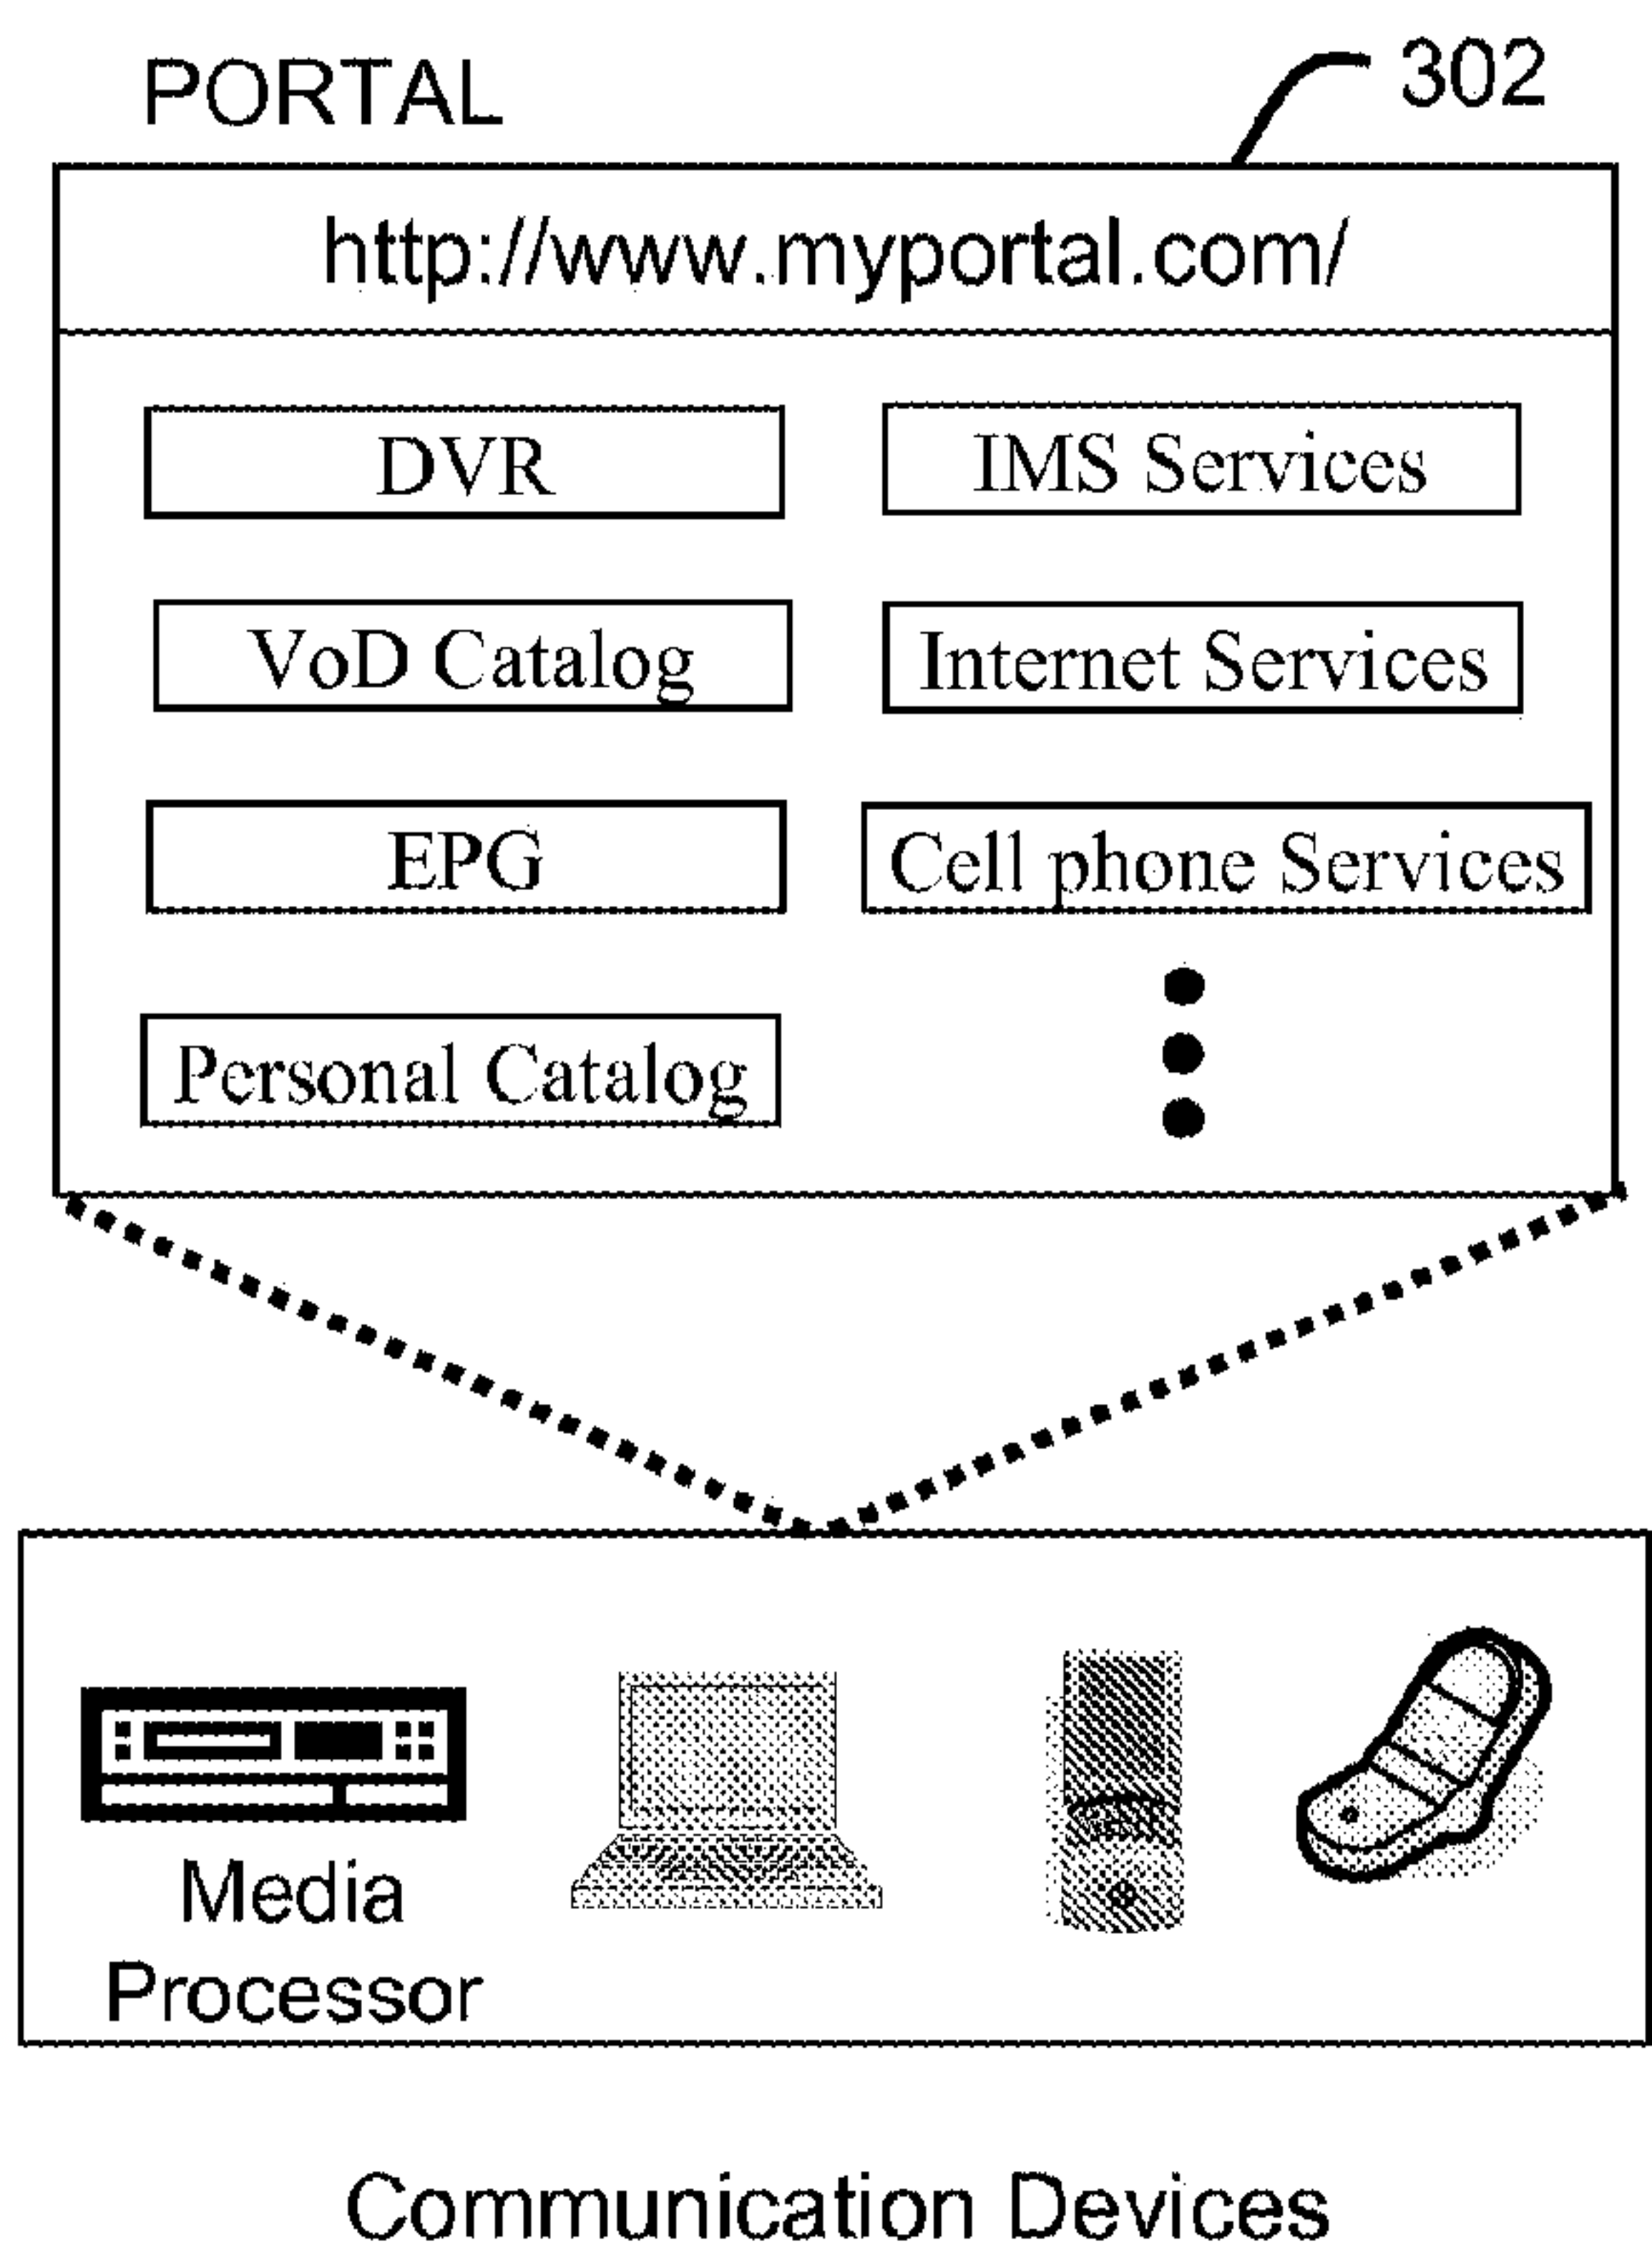 PORTAL
302
http://www.myportal.com/
DVR
IMS Services
VoD Catalog
Internet Services
EPG
Cell phone Services
Personal Catalog
Media
Processor
Communication Devices